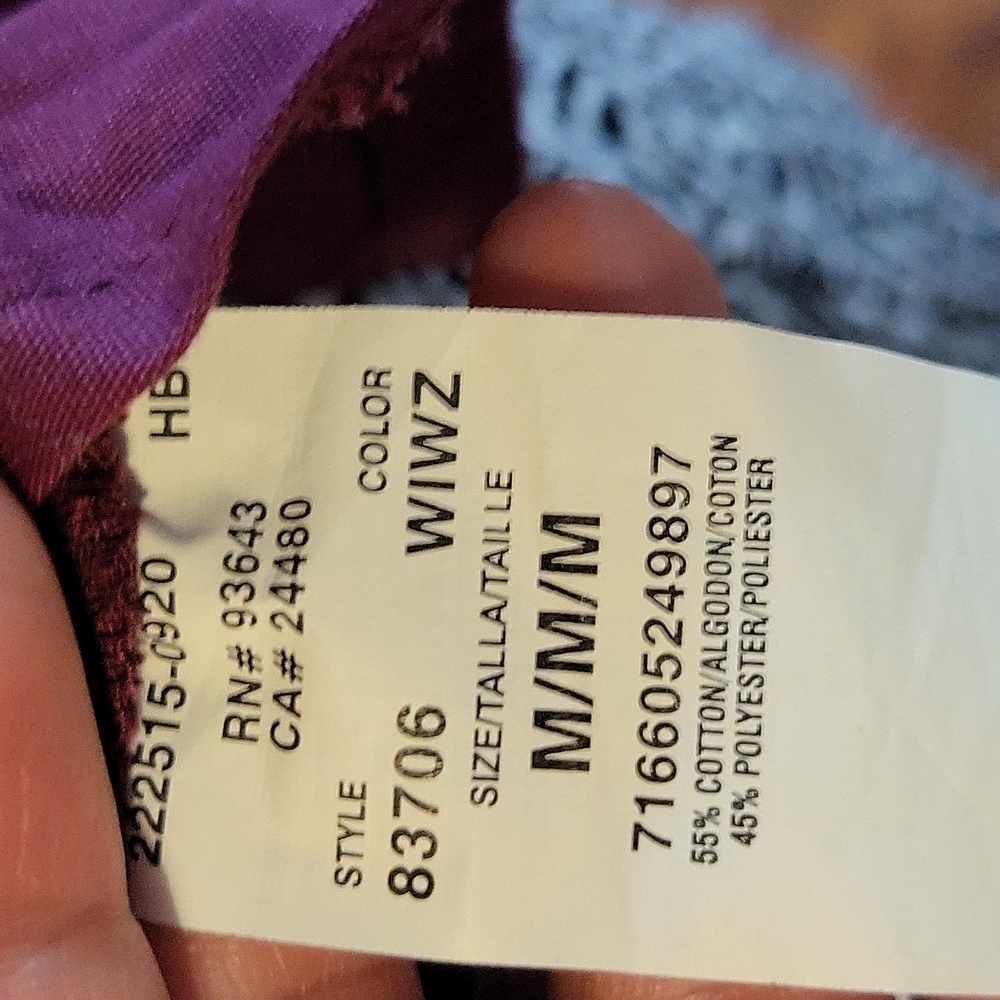 222515-0920 HB
RN# 93643
CA# 24480
STYLE COLOR
83706 WIWZ
SIZE/TALLA/TAILLE
M/M/M
716605249897
55% COTTON/ALGODON/COTON
45% POLYESTER/POLIESTER